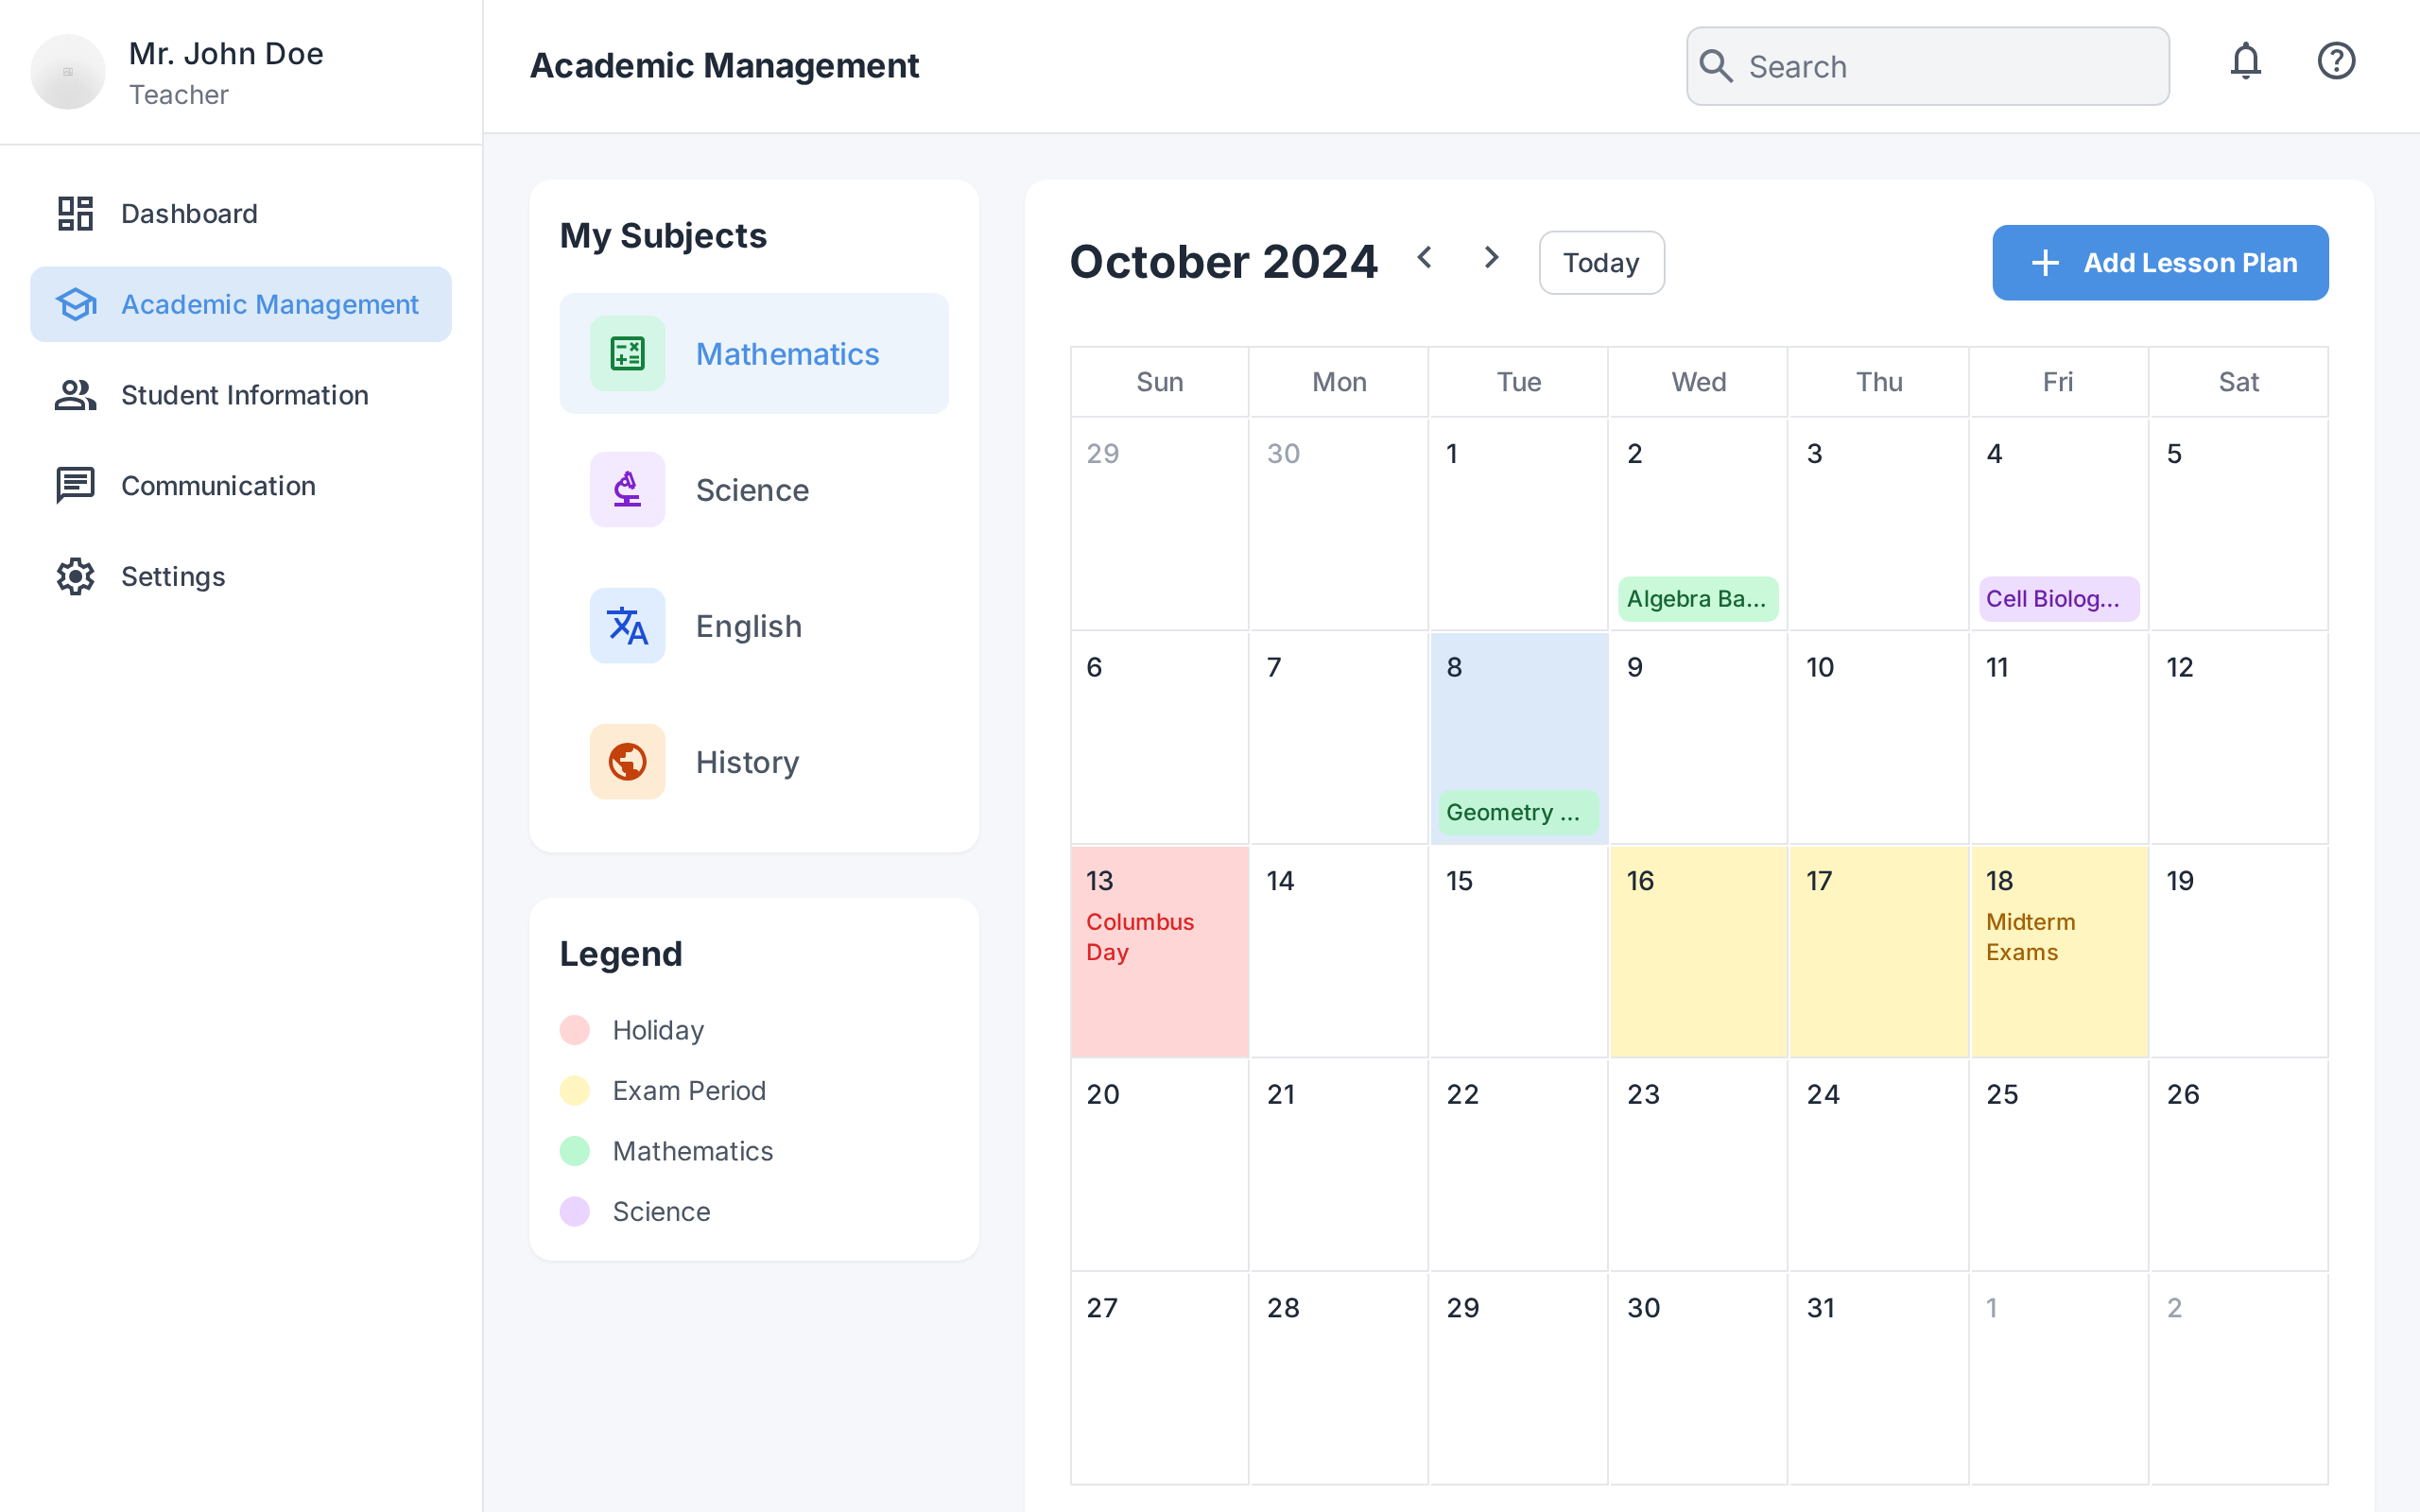 Mr. John Doe
Teacher
Dashboard
Academic Management
Student Information
Communication
Settings
Academic Management
Search
My Subjects
Mathematics
Science
English
History
Legend
Holiday
Exam Period
Mathematics
Science
October 2024
Today
Add Lesson Plan
Sun Mon Tue Wed Thu Fri Sat
29 30 1 2 3 4 5
Algebra Ba... Cell Biolog...
6 7 8 9 10 11 12
Geometry ...
13 14 15 16 17 18 19
Columbus Midterm
Day Exams
20 21 22 23 24 25 26
27 28 29 30 31 1 2